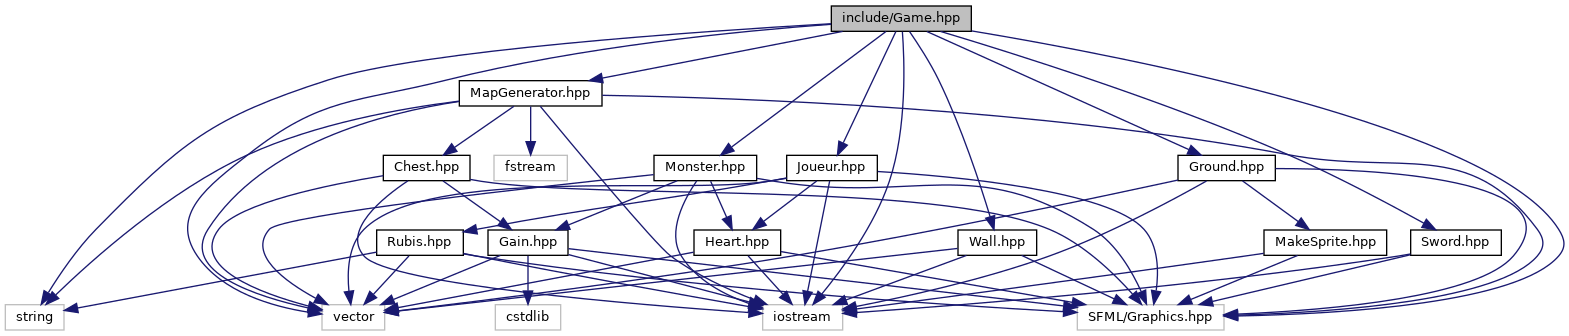 include/Game.hpp
MapGenerator.hpp
Chest.hpp
fstream
Monster.hpp
Joueur.hpp
Ground.hpp
Rubis.hpp
Gain.hpp
Heart.hpp
Wall.hpp
MakeSprite.hpp
Sword.hpp
string
vector
cstdlib
iostream
SFML/Graphics.hpp